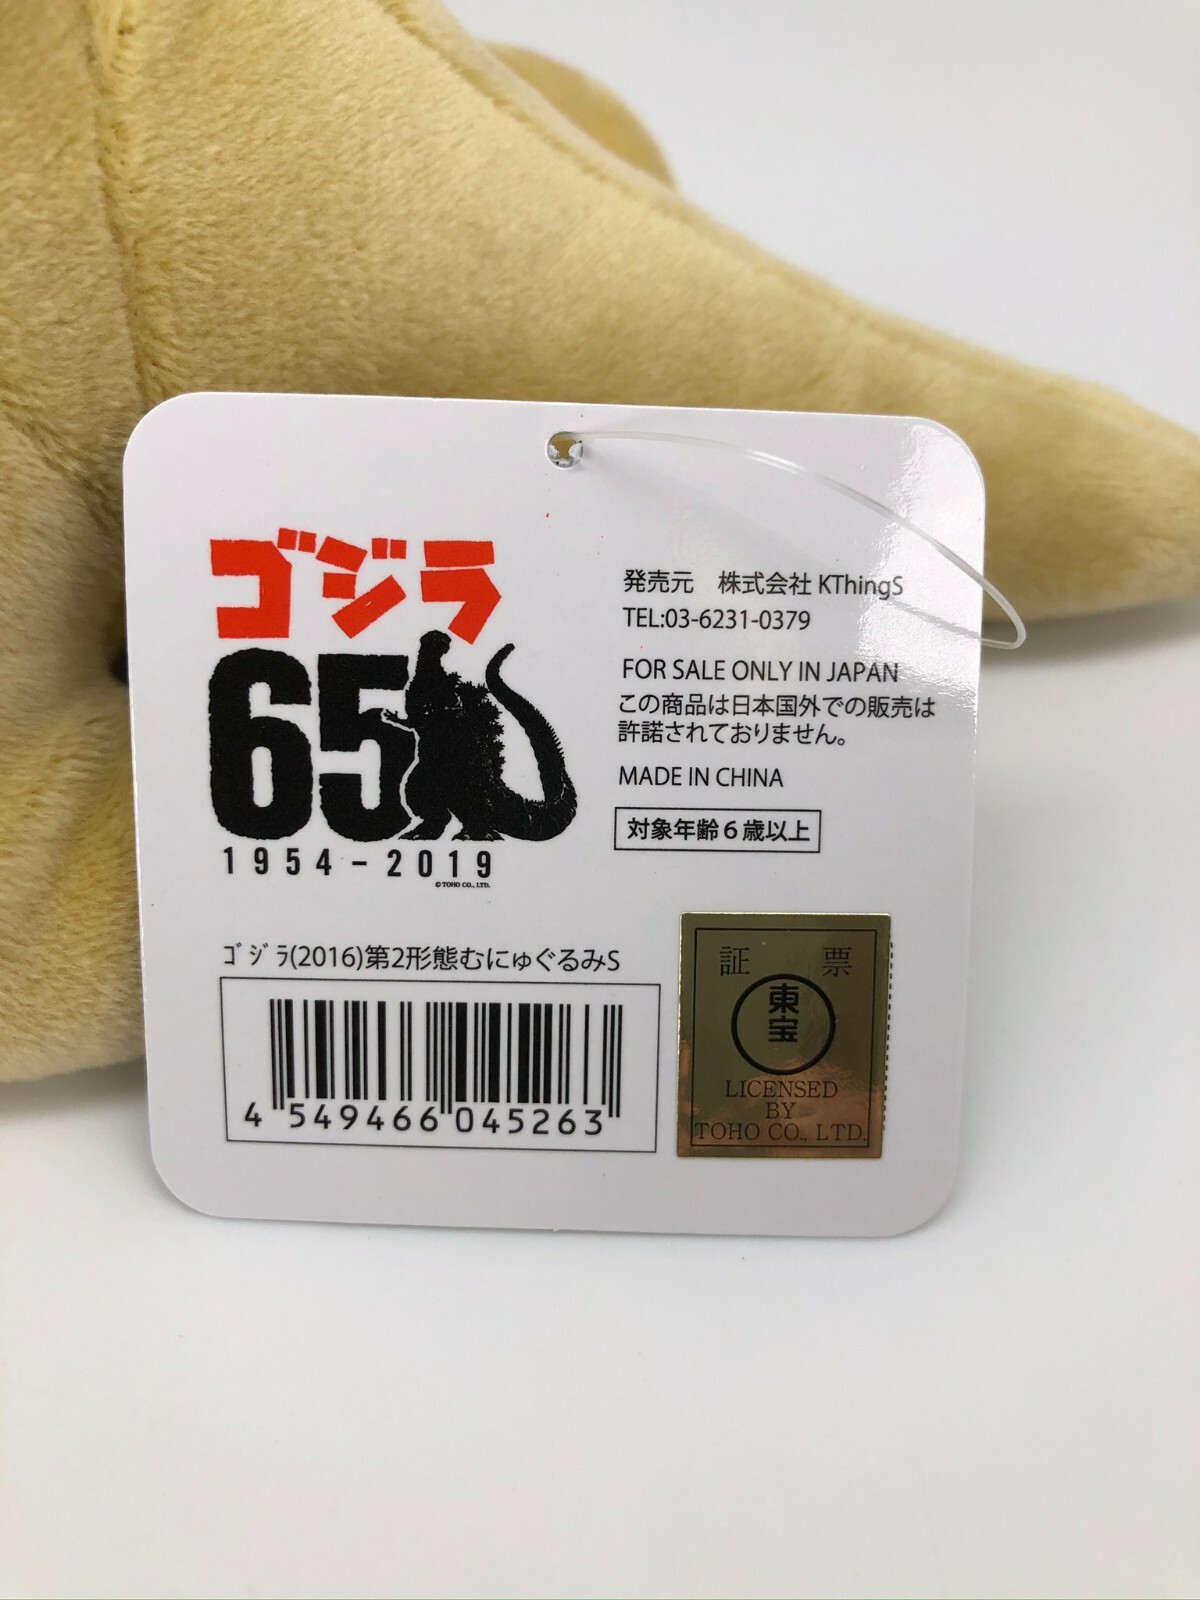 ゴジラ
65
1954-2019
© TOHO CO., LTD.
発売元　株式会社 KThingS
TEL:03-6231-0379
FOR SALE ONLY IN JAPAN
この商品は日本国外での販売は
許諾されておりません。
MADE IN CHINA
対象年齢６歳以上
ｺﾞｼﾞﾗ(2016)第2形態むにゅぐるみS
4 549466 045263
証 票
東宝
LICENSED
BY
TOHO CO., LTD.